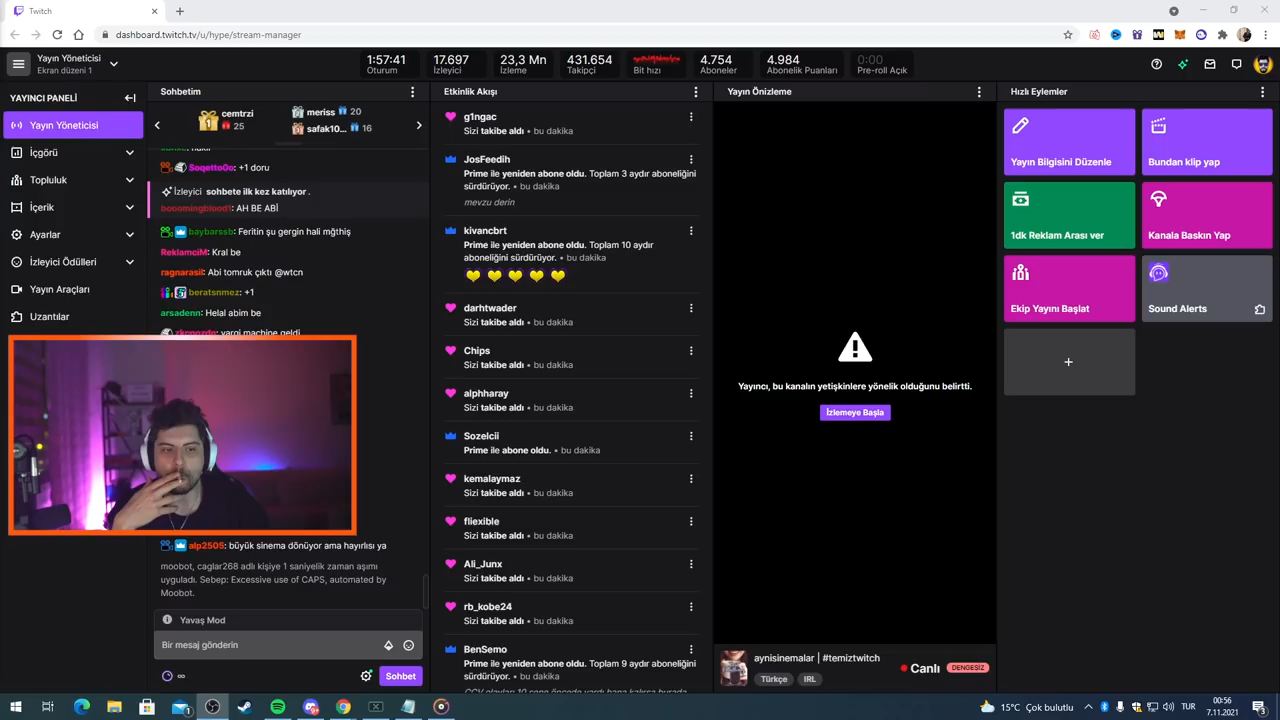 Twitch
dashboard.twitch.tv/u/hype/stream-manager
Yayın Yöneticisi
Ekran düzeni 1
1:57:41
Oturum
17.697
İzleyici
23,3 Mn
İzleme
431.654
Takipçi
Bit hızı
4.754
Aboneler
4.984
Abonelik Puanları
0:00
Pre-roll Açık
YAYINCI PANELİ
Yayın Yöneticisi
İçgörü
Topluluk
İçerik
Ayarlar
İzleyici Ödülleri
Yayın Araçları
Uzantılar
Sohbetim
1
cemtrzi
25
meriss 20
safak10... 16
SoqettoGo: +1 doru
İzleyici sohbete ilk kez katılıyor .
booomingblood1: AH BE ABİ
baybarssb: Feritin şu gergin hali mğthiş
ReklamciM: Kral be
ragnarasil: Abi tomruk çıktı @wtcn
beratsnmez: +1
arsadenn: Helal abim be
yargi machine geldi
alp2505: büyük sinema dönüyor ama hayırlısı ya
moobot, caglar268 adlı kişiye 1 saniyelik zaman aşımı
uyguladı. Sebep: Excessive use of CAPS, automated by
Moobot.
Yavaş Mod
Bir mesaj gönderin
∞
Sohbet
Etkinlik Akışı
g1ngac
Sizi takibe aldı • bu dakika
JosFeedih
Prime ile yeniden abone oldu. Toplam 3 aydır aboneliğini
sürdürüyor. • bu dakika
mevzu derin
kivancbrt
Prime ile yeniden abone oldu. Toplam 10 aydır
aboneliğini sürdürüyor. • bu dakika
darhtwader
Sizi takibe aldı • bu dakika
Chips
Sizi takibe aldı • bu dakika
alphharay
Sizi takibe aldı • bu dakika
Sozelcii
Prime ile abone oldu. • bu dakika
kemalaymaz
Sizi takibe aldı • bu dakika
fliexible
Sizi takibe aldı • bu dakika
Ali_Junx
Sizi takibe aldı • bu dakika
rb_kobe24
Sizi takibe aldı • bu dakika
BenSemo
Prime ile yeniden abone oldu. Toplam 9 aydır aboneliğini
sürdürüyor. • bu dakika
Yayın Önizleme
Yayıncı, bu kanalın yetişkinlere yönelik olduğunu belirtti.
İzlemeye Başla
aynisinemalar | #temiztwitch
Türkçe
IRL
Canlı
DENGESİZ
Hızlı Eylemler
Yayın Bilgisini Düzenle
Bundan klip yap
1dk Reklam Arası ver
Kanala Baskın Yap
Ekip Yayını Başlat
Sound Alerts
+
1
15°C Çok bulutlu
TUR
00:56
7.11.2021
3